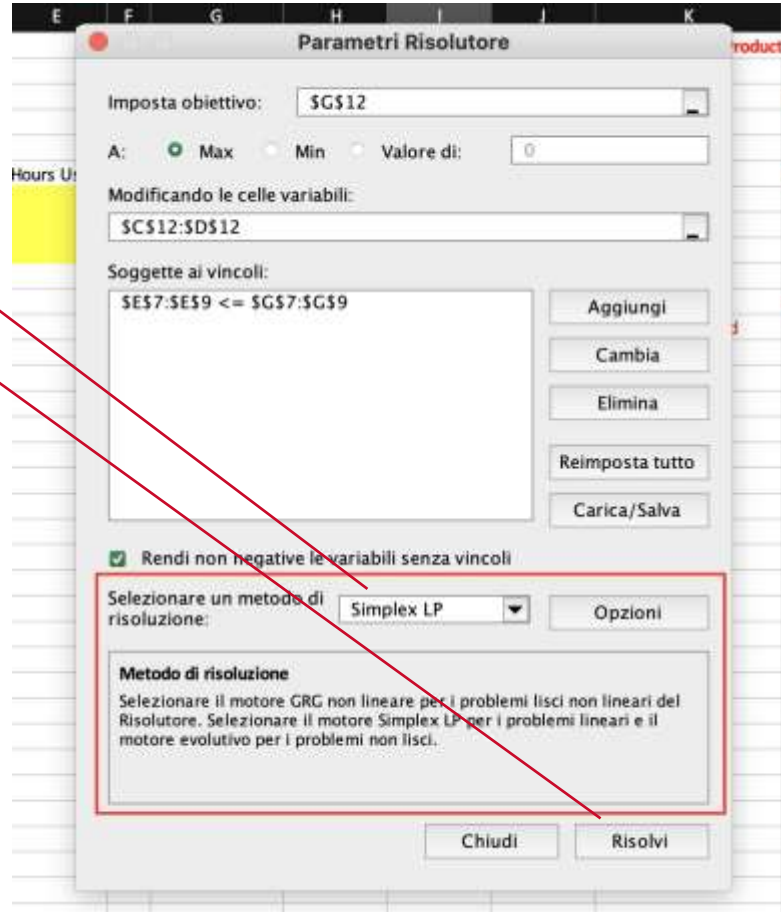 E F G H I J K
Parametri Risolutore
roduct
Imposta obiettivo: $G$12
A: Max Min Valore di: 0
Hours Us
Modificando le celle variabili:
$C$12:$D$12
Soggette ai vincoli:
$E$7:$E$9 <= $G$7:$G$9
Aggiungi
d
Cambia
Elimina
Reimposta tutto
Carica/Salva
Rendi non negative le variabili senza vincoli
Selezionare un metodo di
risoluzione:
Simplex LP
Opzioni
Metodo di risoluzione
Selezionare il motore GRG non lineare per i problemi lisci non lineari del
Risolutore. Selezionare il motore Simplex LP per i problemi lineari e il
motore evolutivo per i problemi non lisci.
Chiudi Risolvi